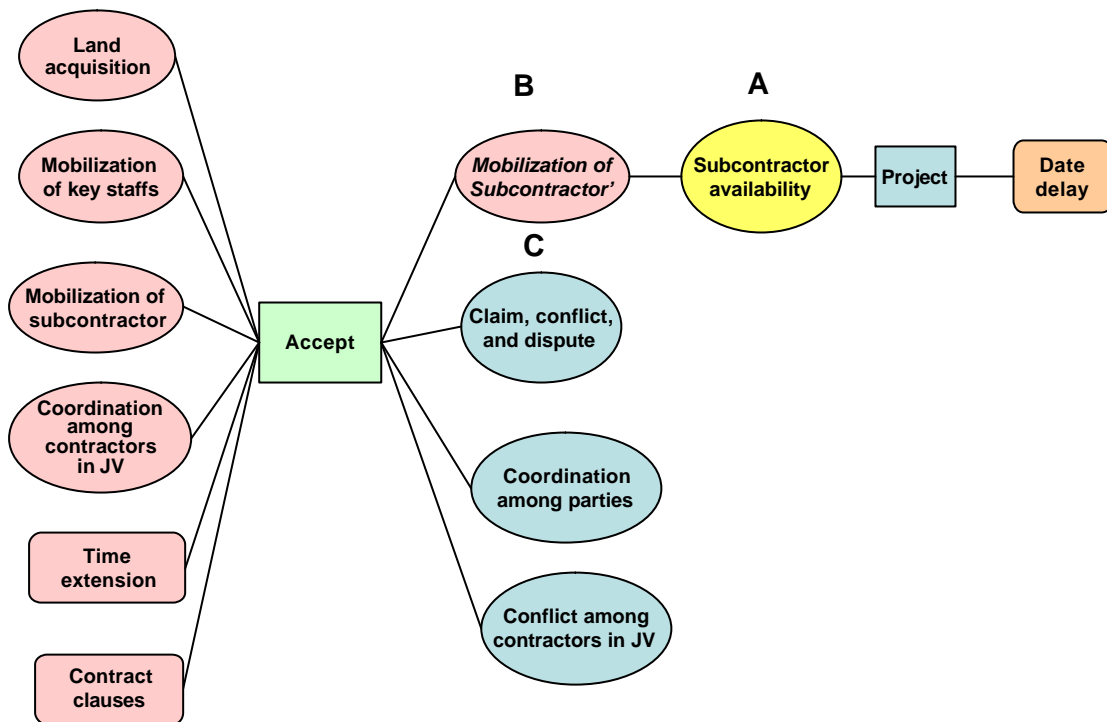 Land
acquisition
Mobilization
of key staffs
Mobilization of
subcontractor
Coordination
among
contractors
in JV
Time
extension
Contract
clauses
Accept
B
Mobilization of
Subcontractor’
A
Subcontractor
availability
Project
Date
delay
C
Claim, conflict,
and dispute
Coordination
among parties
Conflict among
contractors in JV